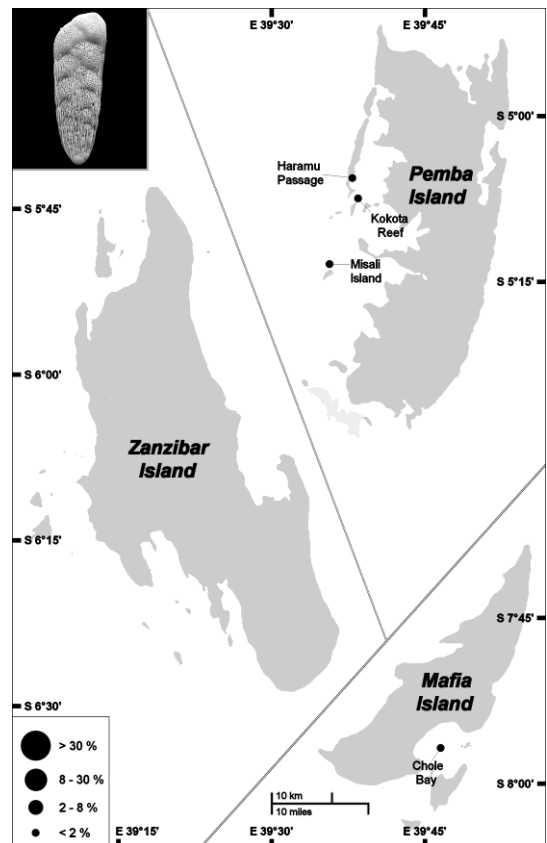 E 39°30'
E 39°45'
S 5°00'
Haramu
Passage
Pemba
Island
Kokota
Reef
S 5°45'
Misali
Island
S 5°15'
S 6°00'
Zanzibar
Island
S 6°15'
S 7°45'
Mafia
Island
S 6°30'
> 30 %
8 - 30 %
2 - 8 %
< 2 %
Chole
Bay
S 8°00'
10 km
10 miles
E 39°15'
E 39°30'
E 39°45'